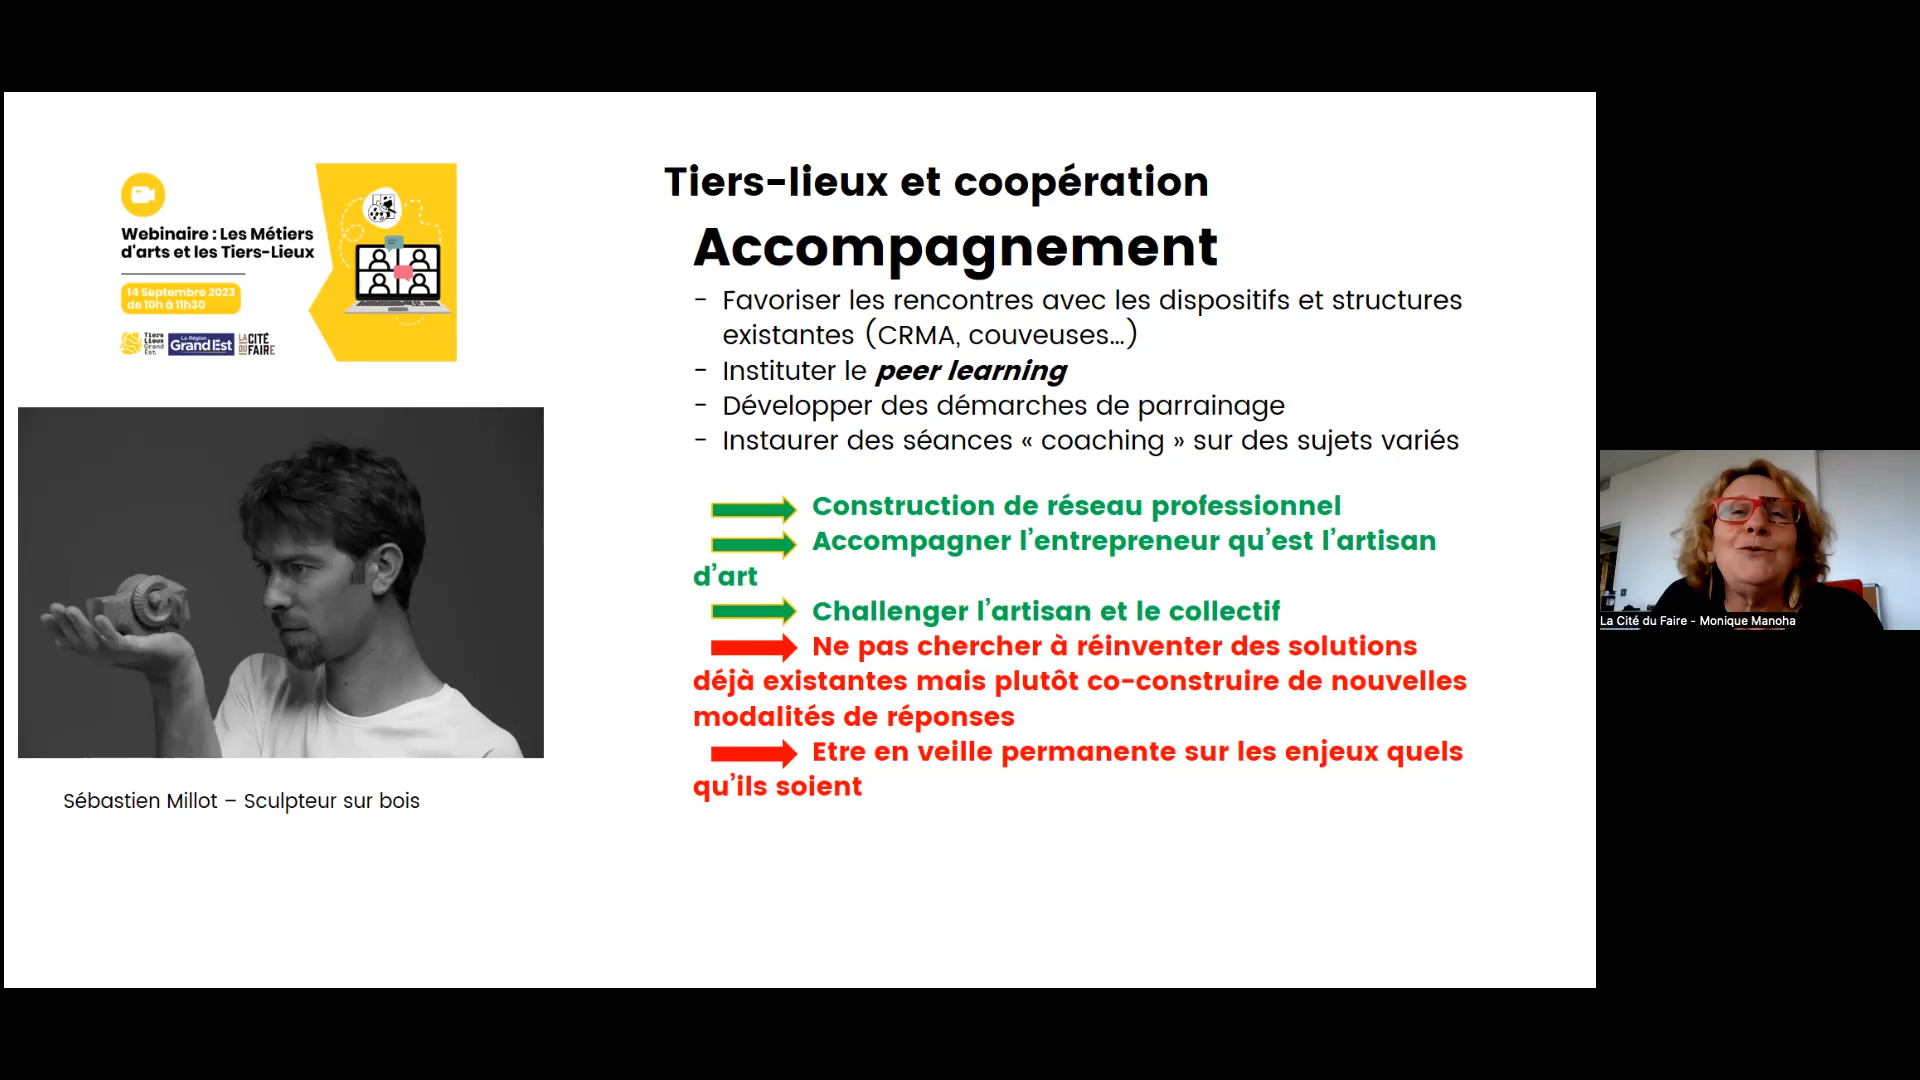 Webinaire : Les Métiers
d'arts et les Tiers-Lieux
14 Septembre 2023
de 10h à 11h30
Tiers
Lieux
Grand
Est
La Région
Grand Est
LA CITÉ
DU FAIRE
Sébastien Millot – Sculpteur sur bois
Tiers-lieux et coopération
Accompagnement
- Favoriser les rencontres avec les dispositifs et structures
existantes (CRMA, couveuses...)
- Instituter le peer learning
- Développer des démarches de parrainage
- Instaurer des séances « coaching » sur des sujets variés
Construction de réseau professionnel
Accompagner l’entrepreneur qu’est l’artisan
d’art
Challenger l’artisan et le collectif
Ne pas chercher à réinventer des solutions
déjà existantes mais plutôt co-construire de nouvelles
modalités de réponses
Etre en veille permanente sur les enjeux quels
qu’ils soient
La Cité du Faire - Monique Manoha